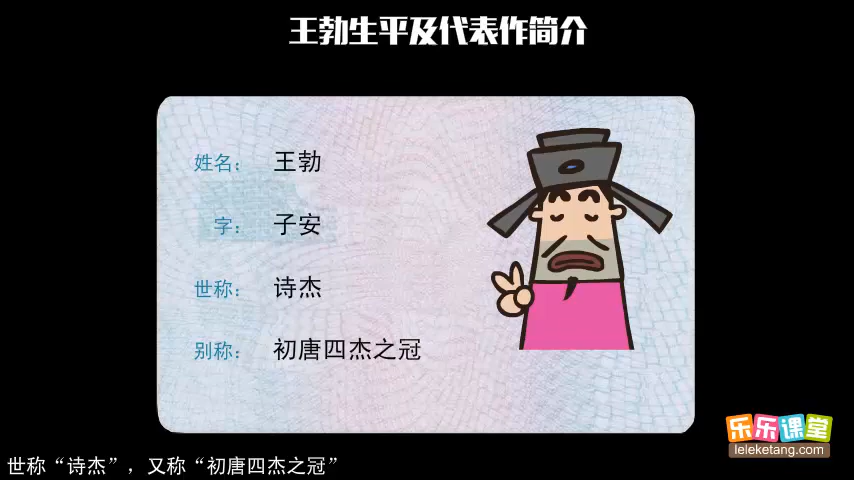 王勃生平及代表作简介
姓名： 王勃
字： 子安
世称： 诗杰
别称： 初唐四杰之冠
乐乐课堂
leleketang.com
世称“诗杰”，又称“初唐四杰之冠”